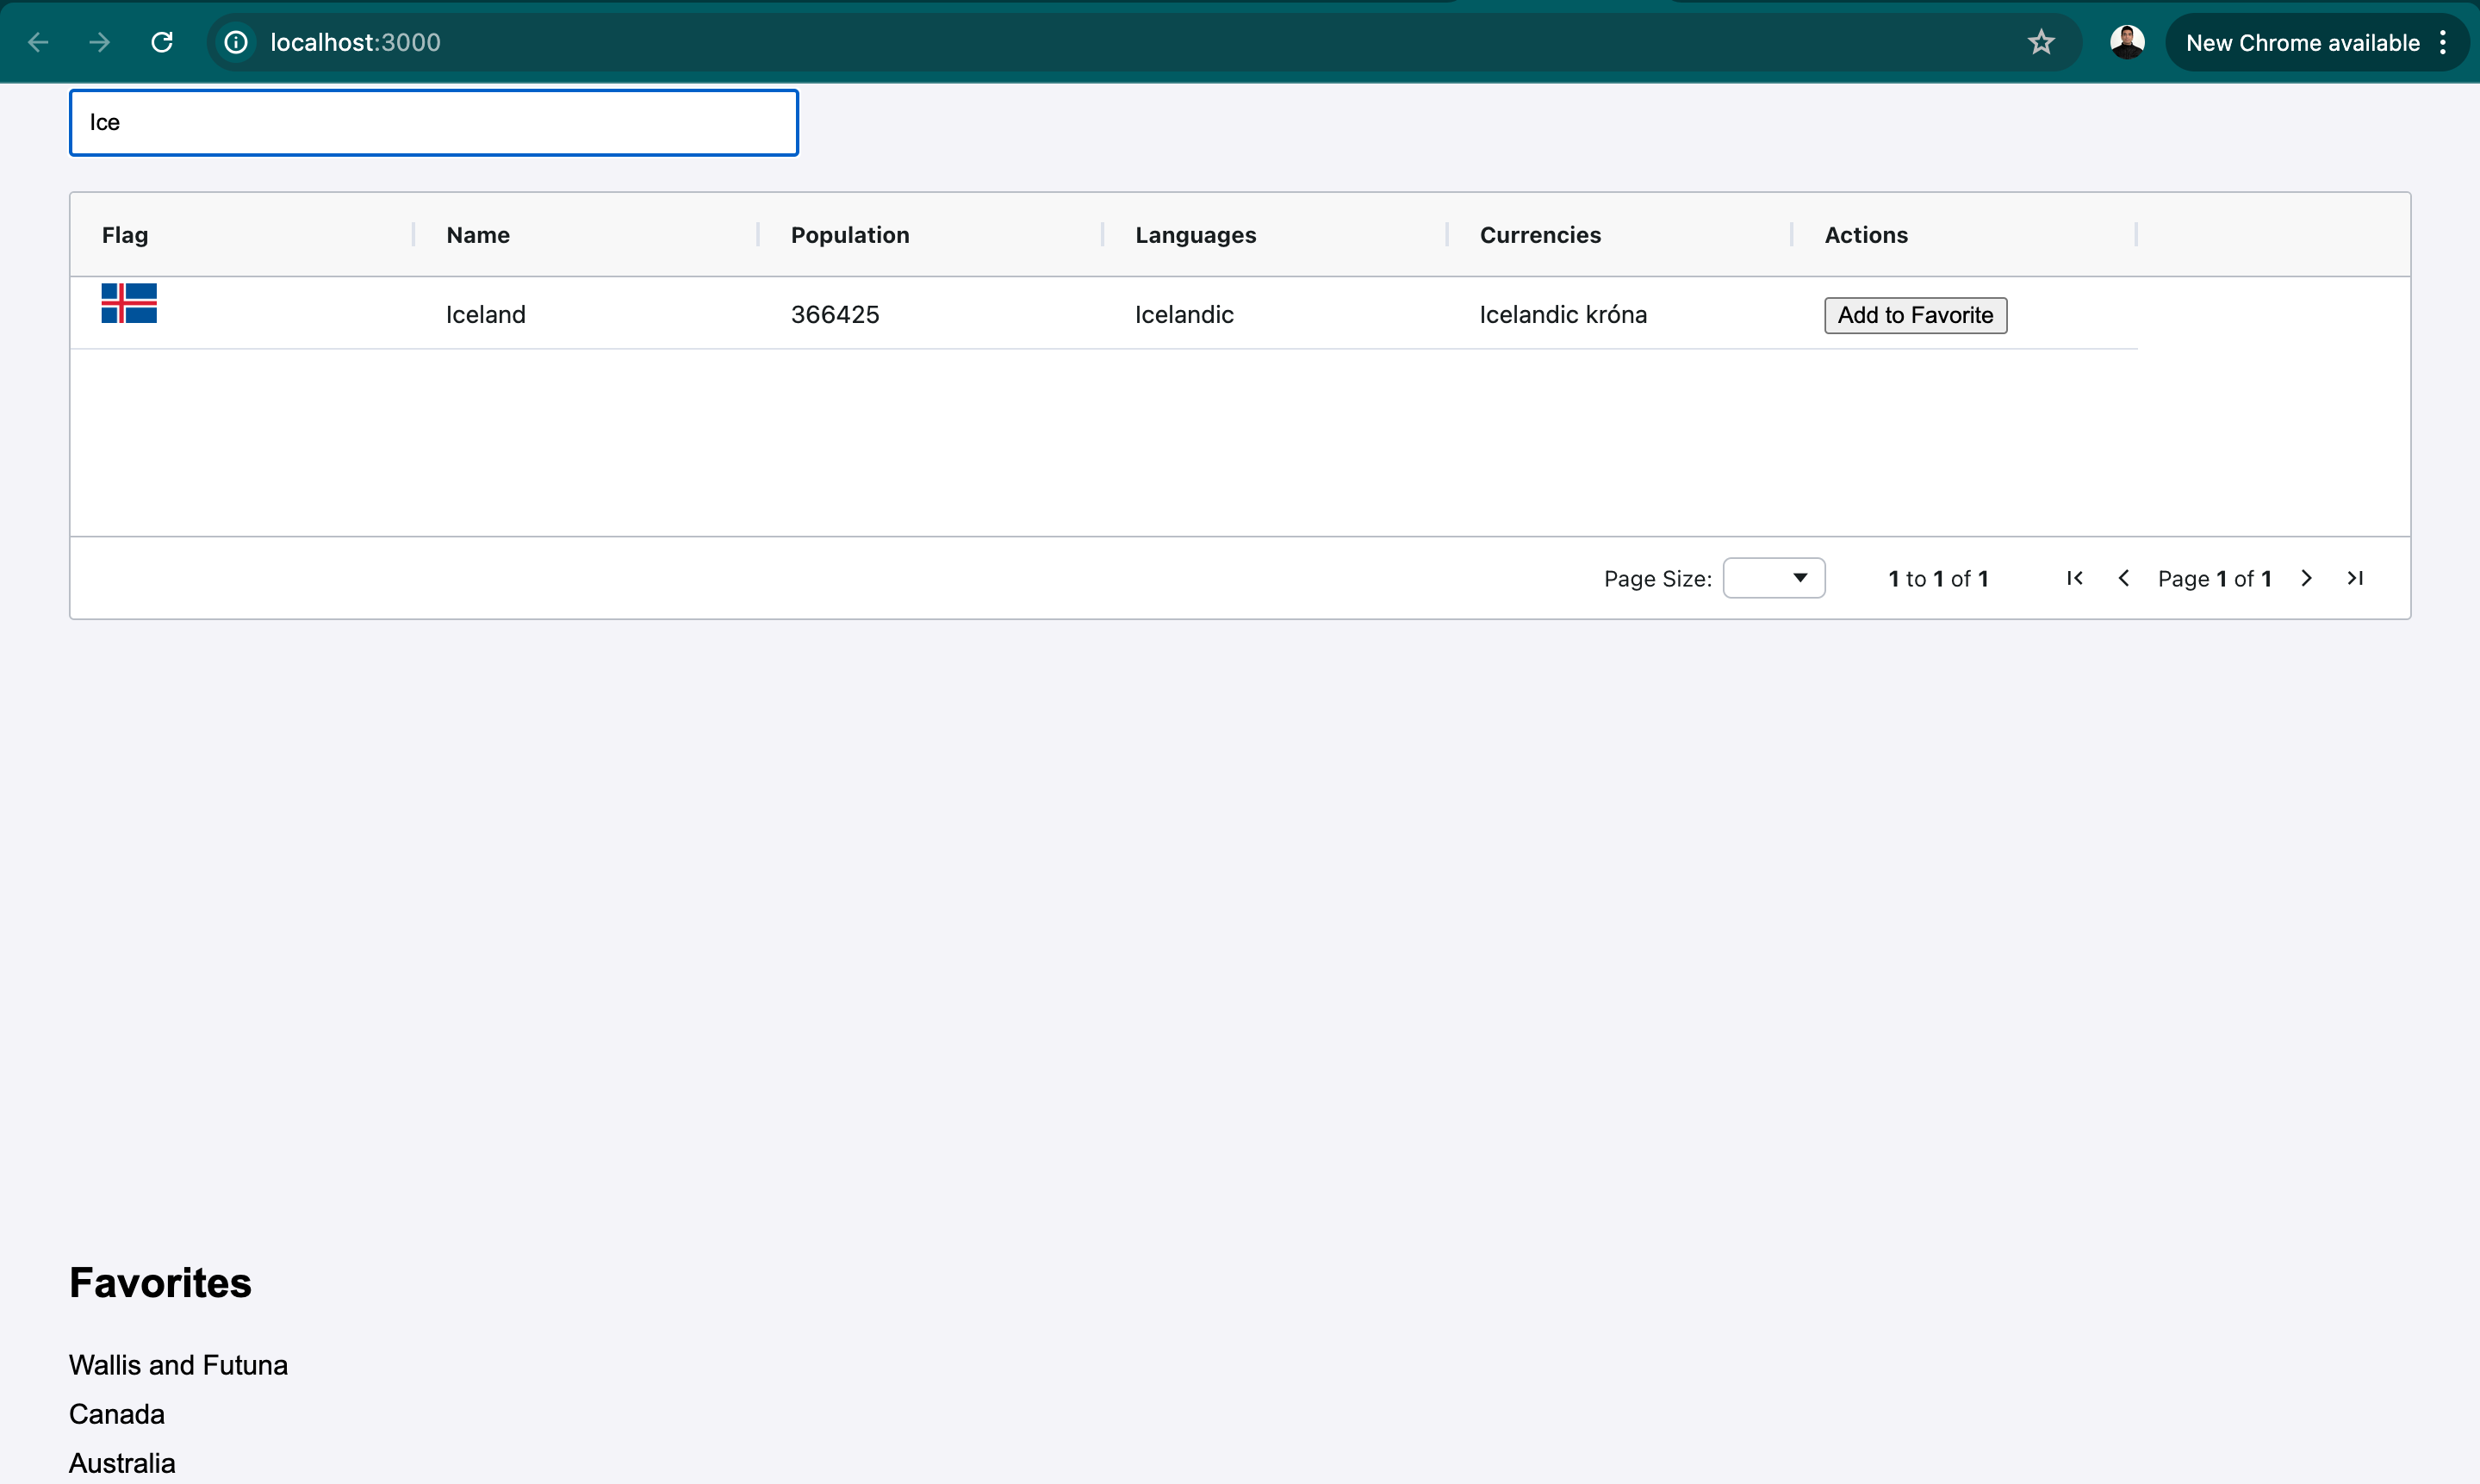 localhost:3000
New Chrome available
Ice
Flag Name Population Languages Currencies Actions
Iceland 366425 Icelandic Icelandic króna Add to Favorite
Page Size: 1 to 1 of 1 Page 1 of 1
Favorites
Wallis and Futuna
Canada
Australia